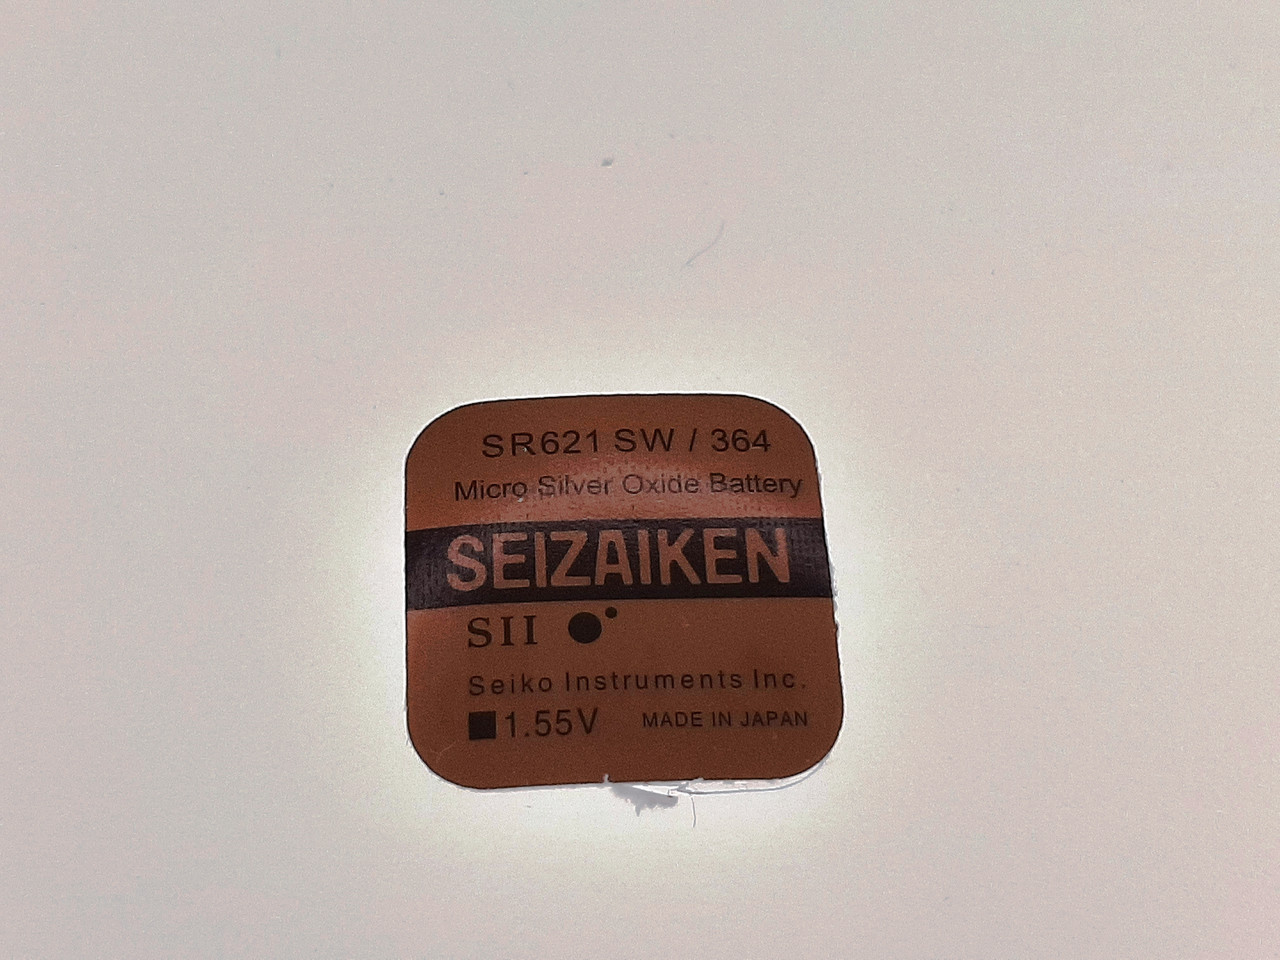 SR621 SW / 364
Micro Silver Oxide Battery
SEIZAIKEN
SII
Seiko Instruments Inc.
1.55V MADE IN JAPAN